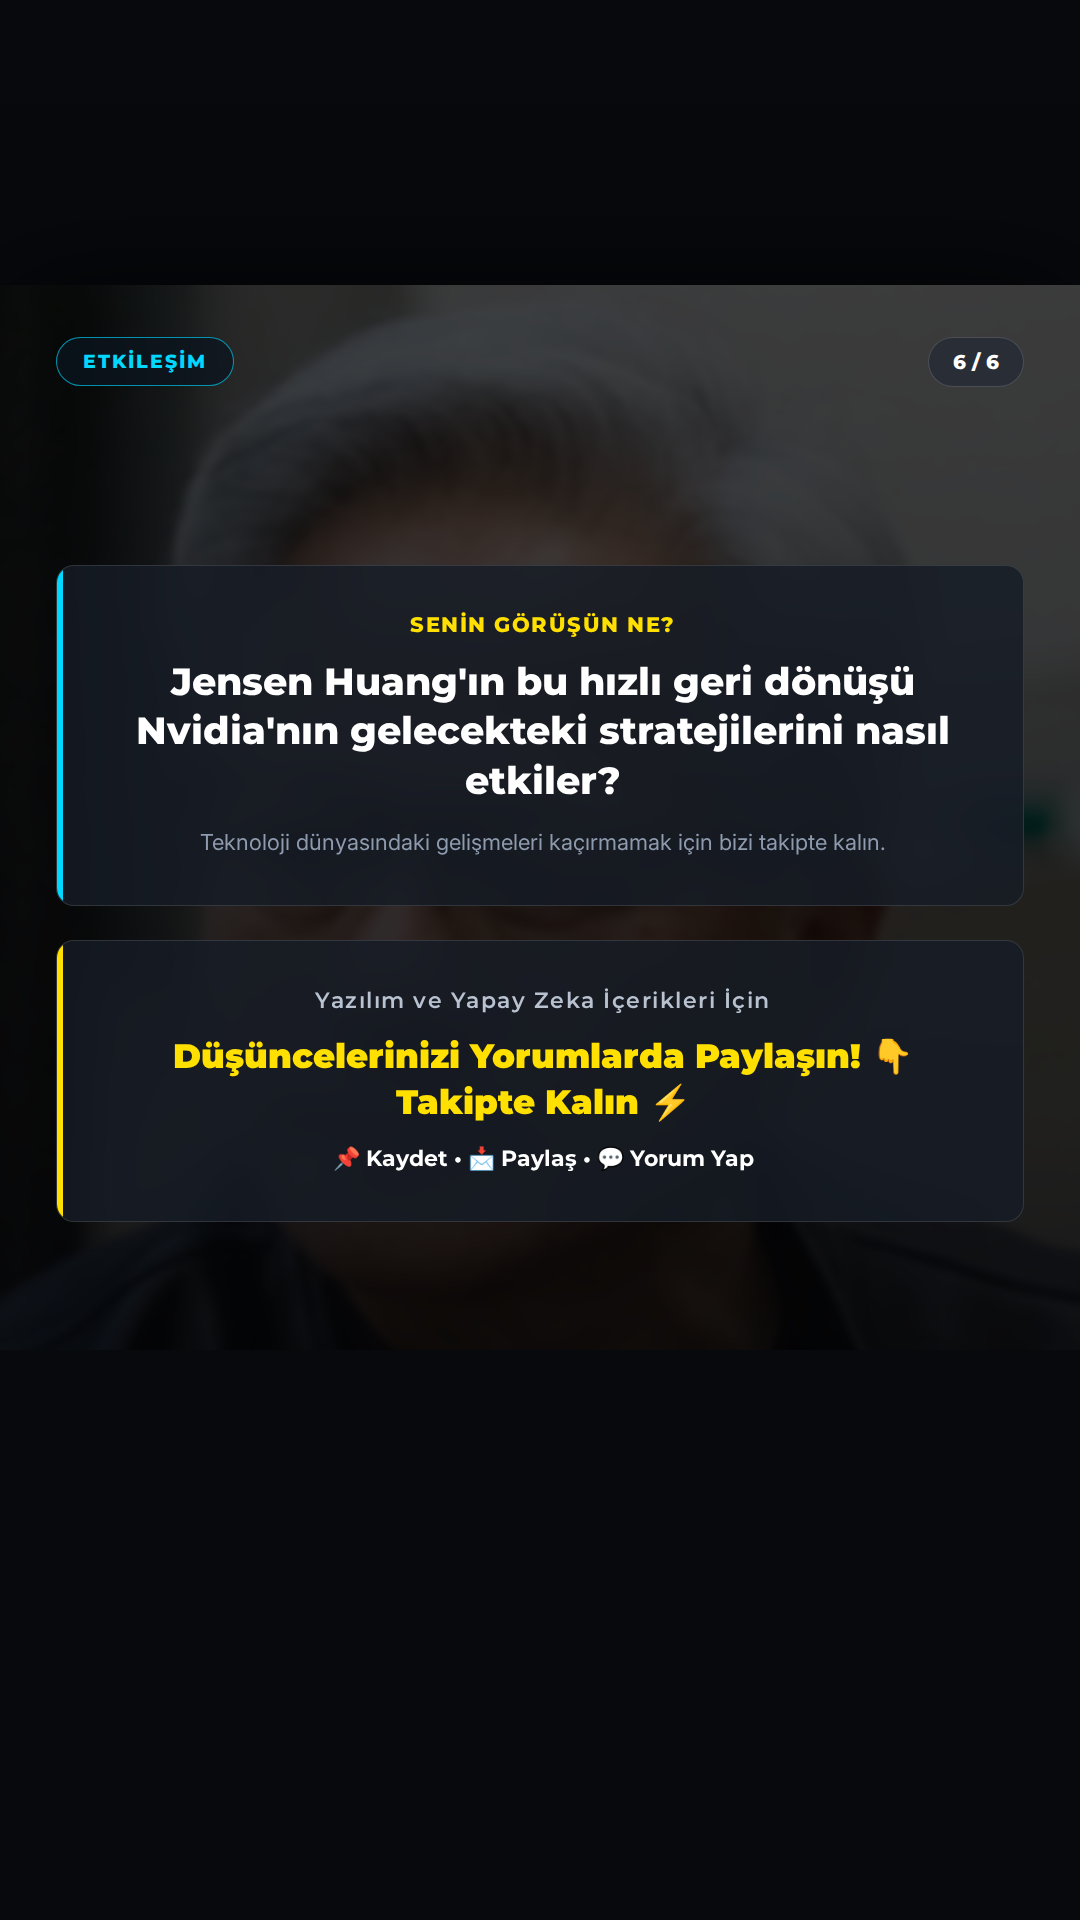 ETKİLEŞİM
6 / 6
SENİN GÖRÜŞÜN NE?
Jensen Huang'ın bu hızlı geri dönüşü
Nvidia'nın gelecekteki stratejilerini nasıl
etkiler?
Teknoloji dünyasındaki gelişmeleri kaçırmamak için bizi takipte kalın.
Yazılım ve Yapay Zeka İçerikleri İçin
Düşüncelerinizi Yorumlarda Paylaşın! 👇
Takipte Kalın ⚡
📌 Kaydet • 📩 Paylaş • 💬 Yorum Yap